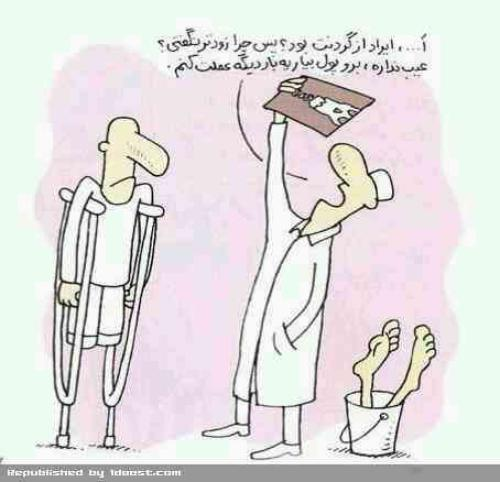 اُ...، ایراد از گردنت بود؟ پس چرا زودتر نگفتی؟
عیب نداره، برو پول بیار یه بار دیگه عملت کنم.
Republished by 1doost.com